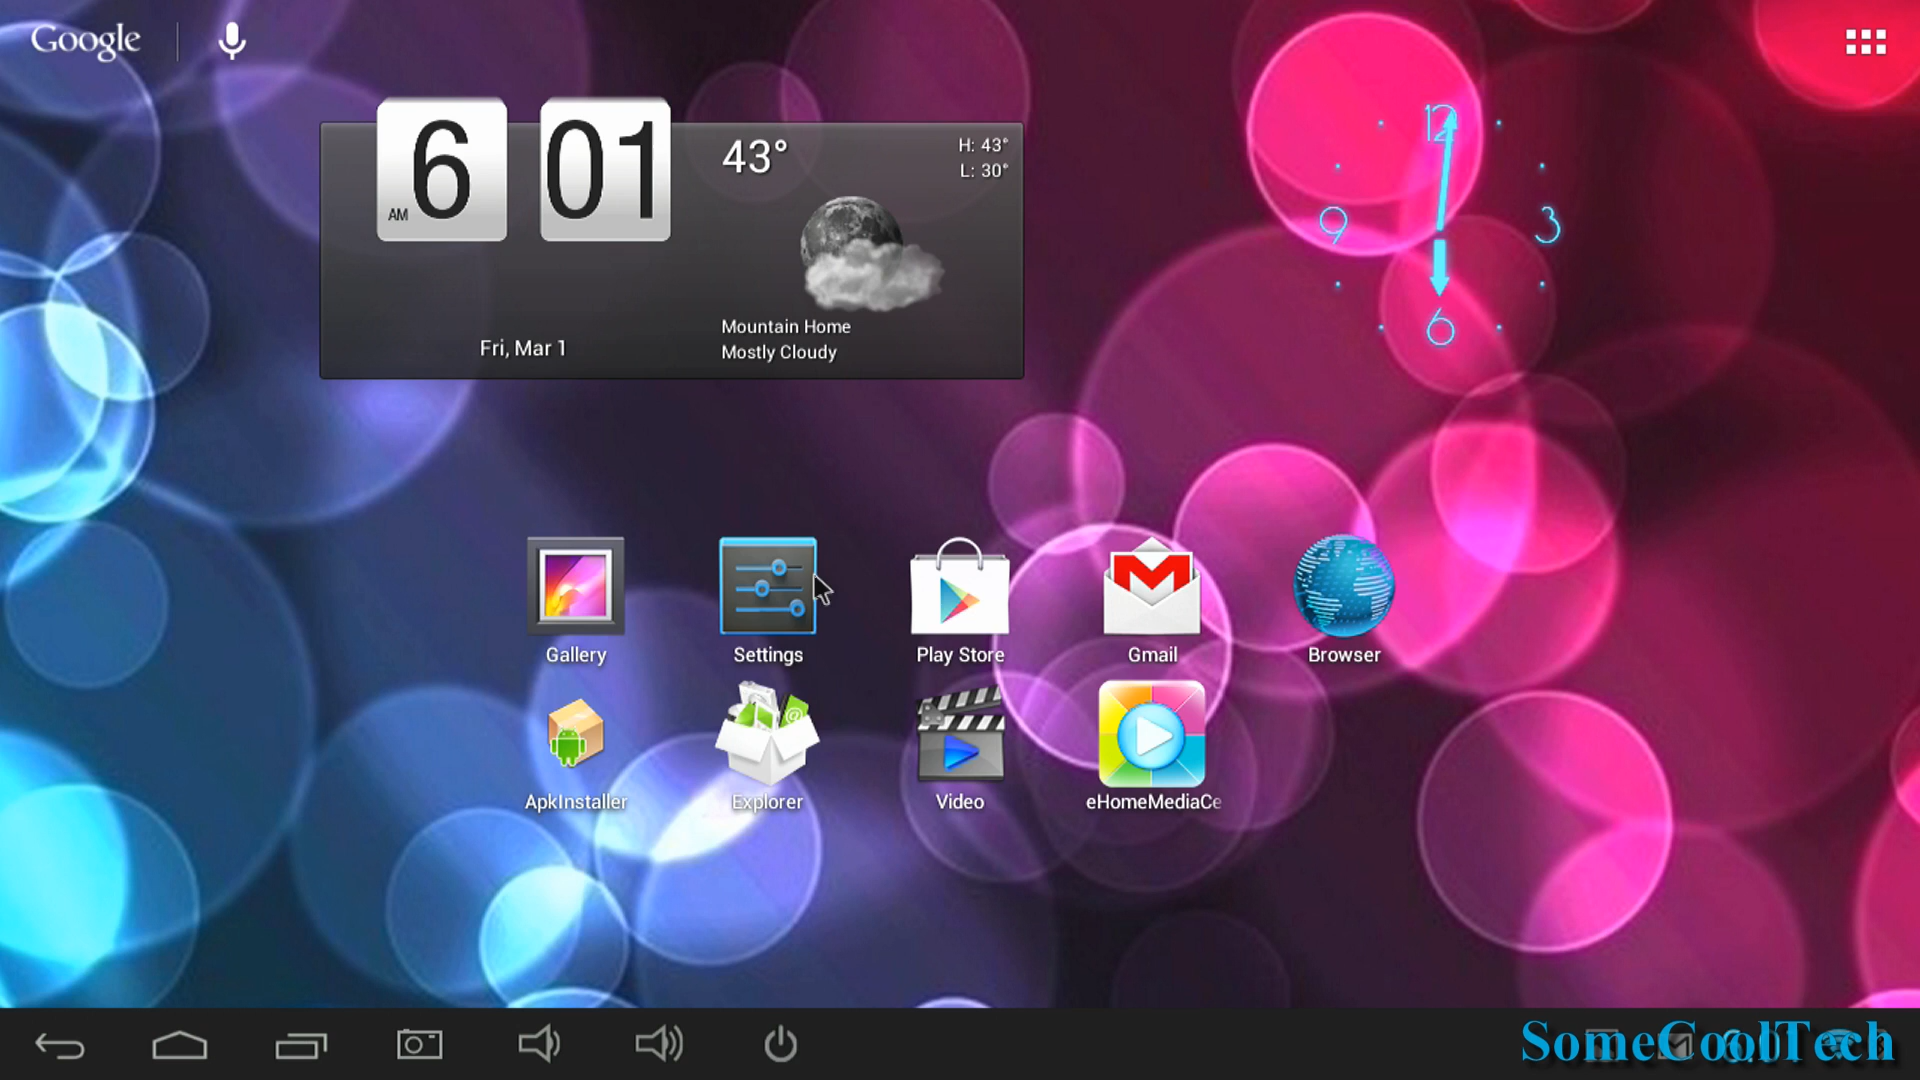 Google
6 01
AM
43°
H: 43°
L: 30°
Mountain Home
Mostly Cloudy
Fri, Mar 1
12
9 3
6
Gallery Settings Play Store Gmail Browser
ApkInstaller Explorer Video eHomeMediaCe
SomeCoolTech